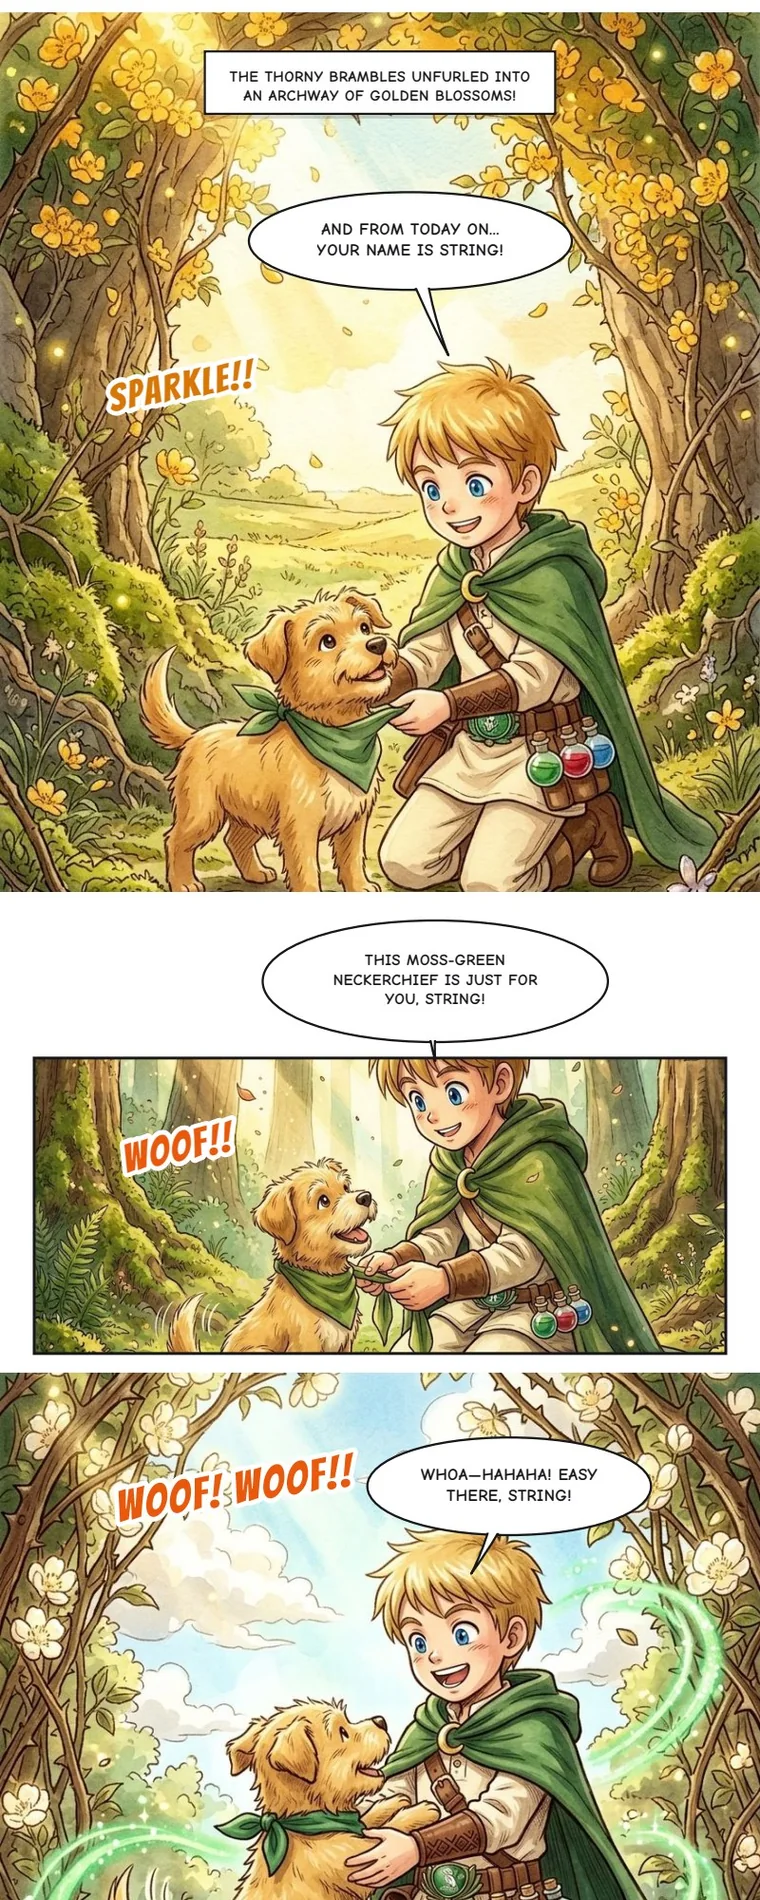 THE THORNY BRAMBLES UNFURLED INTO
AN ARCHWAY OF GOLDEN BLOSSOMS!
AND FROM TODAY ON...
YOUR NAME IS STRING!
SPARKLE!!
THIS MOSS-GREEN
NECKERCHIEF IS JUST FOR
YOU, STRING!
WOOF!!
WOOF! WOOF!!
WHOA—HAHAHA! EASY
THERE, STRING!